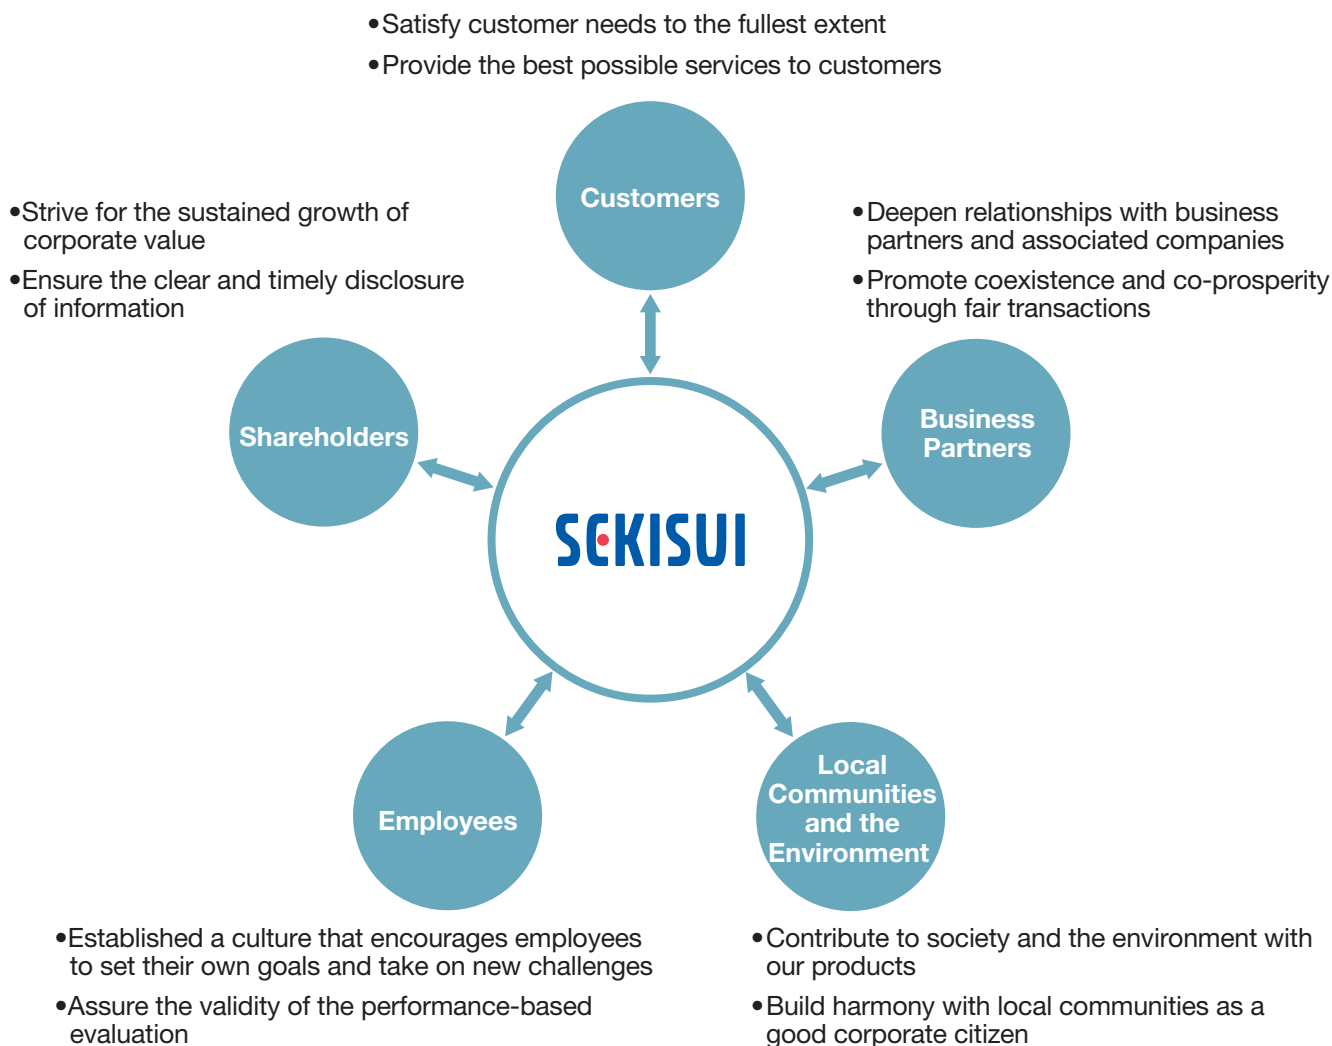 •Satisfy customer needs to the fullest extent
•Provide the best possible services to customers
Customers
•Strive for the sustained growth of
corporate value
•Ensure the clear and timely disclosure
of information
Shareholders
•Deepen relationships with business
partners and associated companies
•Promote coexistence and co-prosperity
through fair transactions
Business
Partners
SEKISUI
Employees
•Established a culture that encourages employees
to set their own goals and take on new challenges
•Assure the validity of the performance-based
evaluation
Local
Communities
and the
Environment
•Contribute to society and the environment with
our products
•Build harmony with local communities as a
good corporate citizen